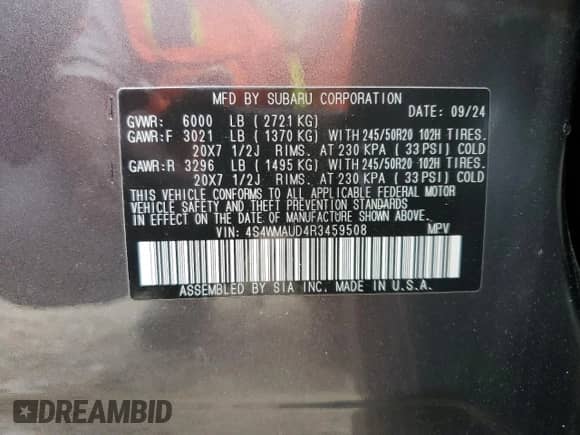 MFD BY SUBARU CORPORATION
DATE: 09/24
GVWR: 6000 LB ( 2721 KG)
GAWR:F 3021 LB ( 1370 KG) WITH 245/50R20 102H TIRES.
20X7 1/2J RIMS. AT 230 KPA ( 33 PSI) COLD
GAWR:R 3296 LB ( 1495 KG) WITH 245/50R20 102H TIRES.
20X7 1/2J RIMS. AT 230 KPA ( 33 PSI) COLD
THIS VEHICLE CONFORMS TO ALL APPLICABLE FEDERAL MOTOR
VEHICLE SAFETY AND THEFT PREVENTION STANDARDS
IN EFFECT ON THE DATE OF MANUFACTURE SHOWN ABOVE.
VIN: 4S4WMAUD4R3459508 MPV
ASSEMBLED BY SIA INC. MADE IN U.S.A.
DREAMBID